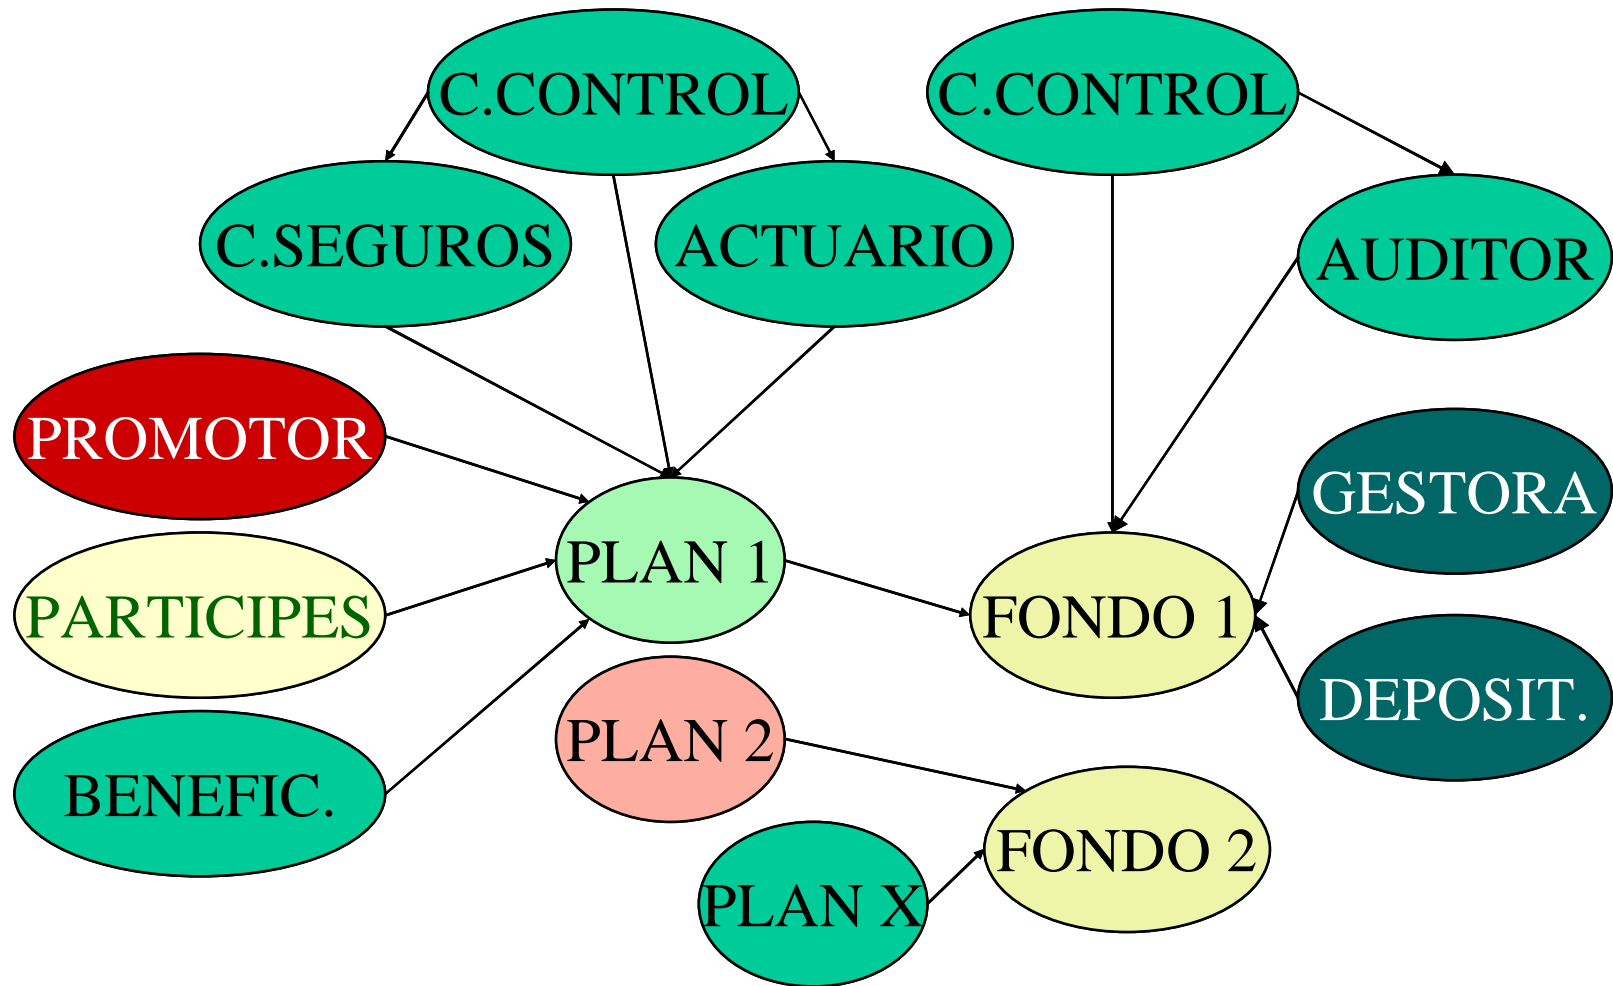 C.CONTROL
C.CONTROL
C.SEGUROS
ACTUARIO
AUDITOR
PROMOTOR
GESTORA
PLAN 1
PARTICIPES
FONDO 1
DEPOSIT.
PLAN 2
BENEFIC.
FONDO 2
PLAN X